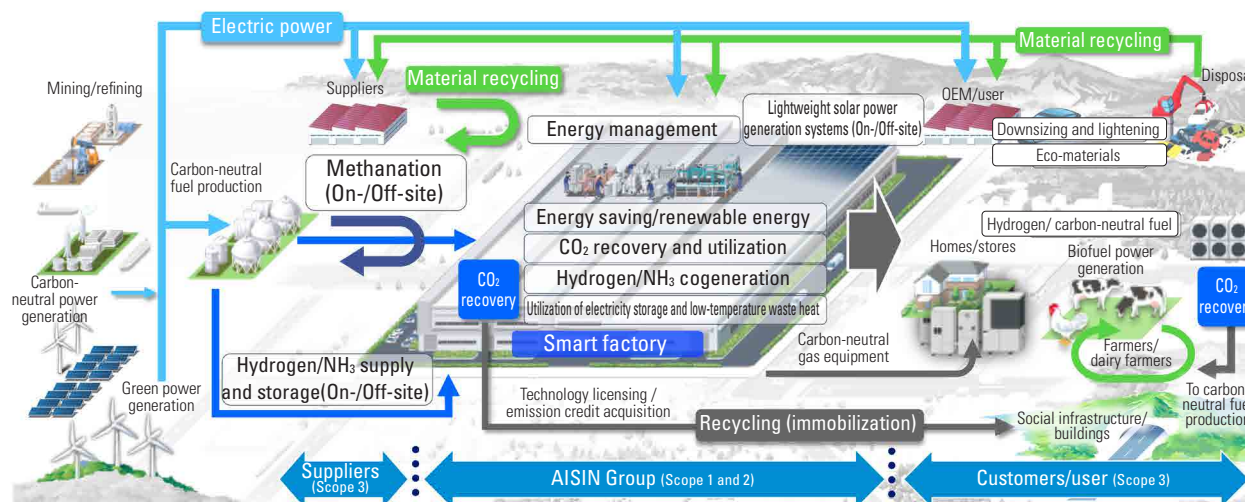 Electric power
Material recycling
Mining/refining
Suppliers
Material recycling
OEM/user
Disposa
Lightweight solar power
generation systems (On-/Off-site)
Energy management
Downsizing and lightening
Eco-materials
Carbon-neutral
fuel production
Methanation
(On-/Off-site)
Energy saving/renewable energy
CO₂ recovery and utilization
Hydrogen/NH₃ cogeneration
Utilization of electricity storage and low-temperature waste heat
CO₂
recovery
Smart factory
Hydrogen/ carbon-neutral fuel
Homes/stores
Biofuel power
generation
CO₂
recovery
Carbon-
neutral power
generation
Farmers/
dairy farmers
Carbon-neutral
gas equipment
Green power
generation
Hydrogen/NH₃ supply
and storage(On-/Off-site)
Technology licensing /
emission credit acquisition
Recycling (immobilization)
Social infrastructure/
buildings
To carbon-
neutral fuel
production
Suppliers
(Scope 3)
AISIN Group (Scope 1 and 2)
Customers/user (Scope 3)